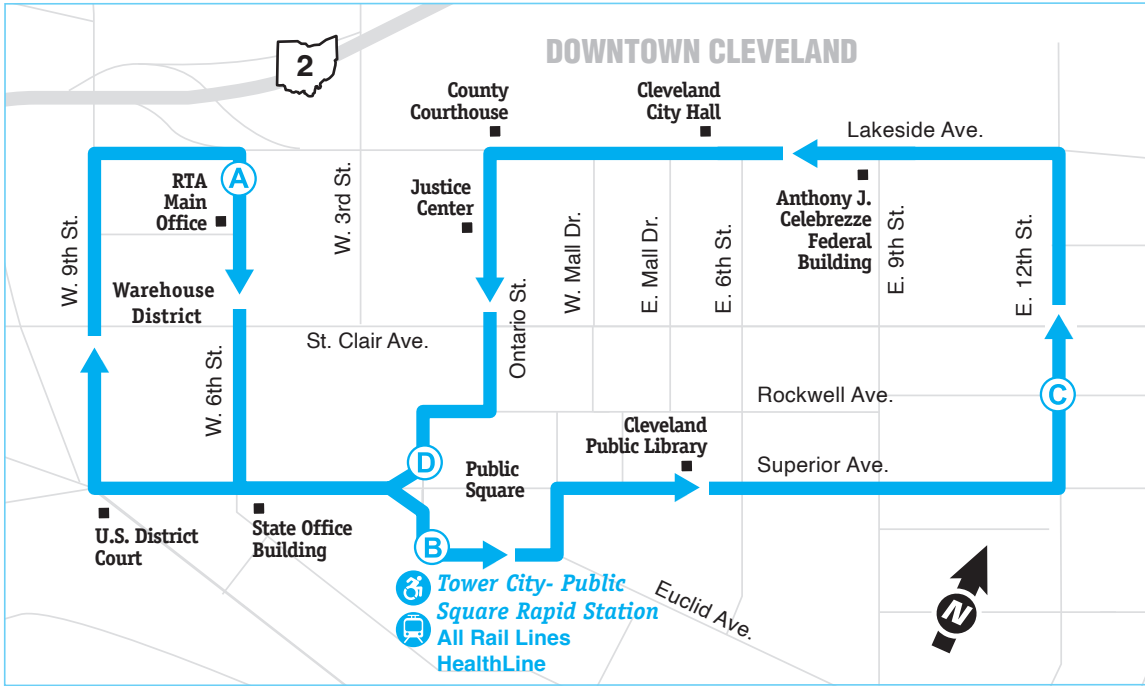 DOWNTOWN CLEVELAND
2
County
Courthouse
Cleveland
City Hall
Lakeside Ave.
A
RTA
Main
Office
W. 3rd St.
Justice
Center
Anthony J.
Celebrezze
Federal
Building
W. 9th St.
W. Mall Dr.
E. Mall Dr.
E. 6th St.
E. 9th St.
E. 12th St.
Warehouse
District
St. Clair Ave.
Ontario St.
W. 6th St.
Rockwell Ave.
C
Cleveland
Public Library
D
Public
Square
Superior Ave.
U.S. District
Court
State Office
Building
B
Tower City- Public
Square Rapid Station
All Rail Lines
HealthLine
Euclid Ave.
N